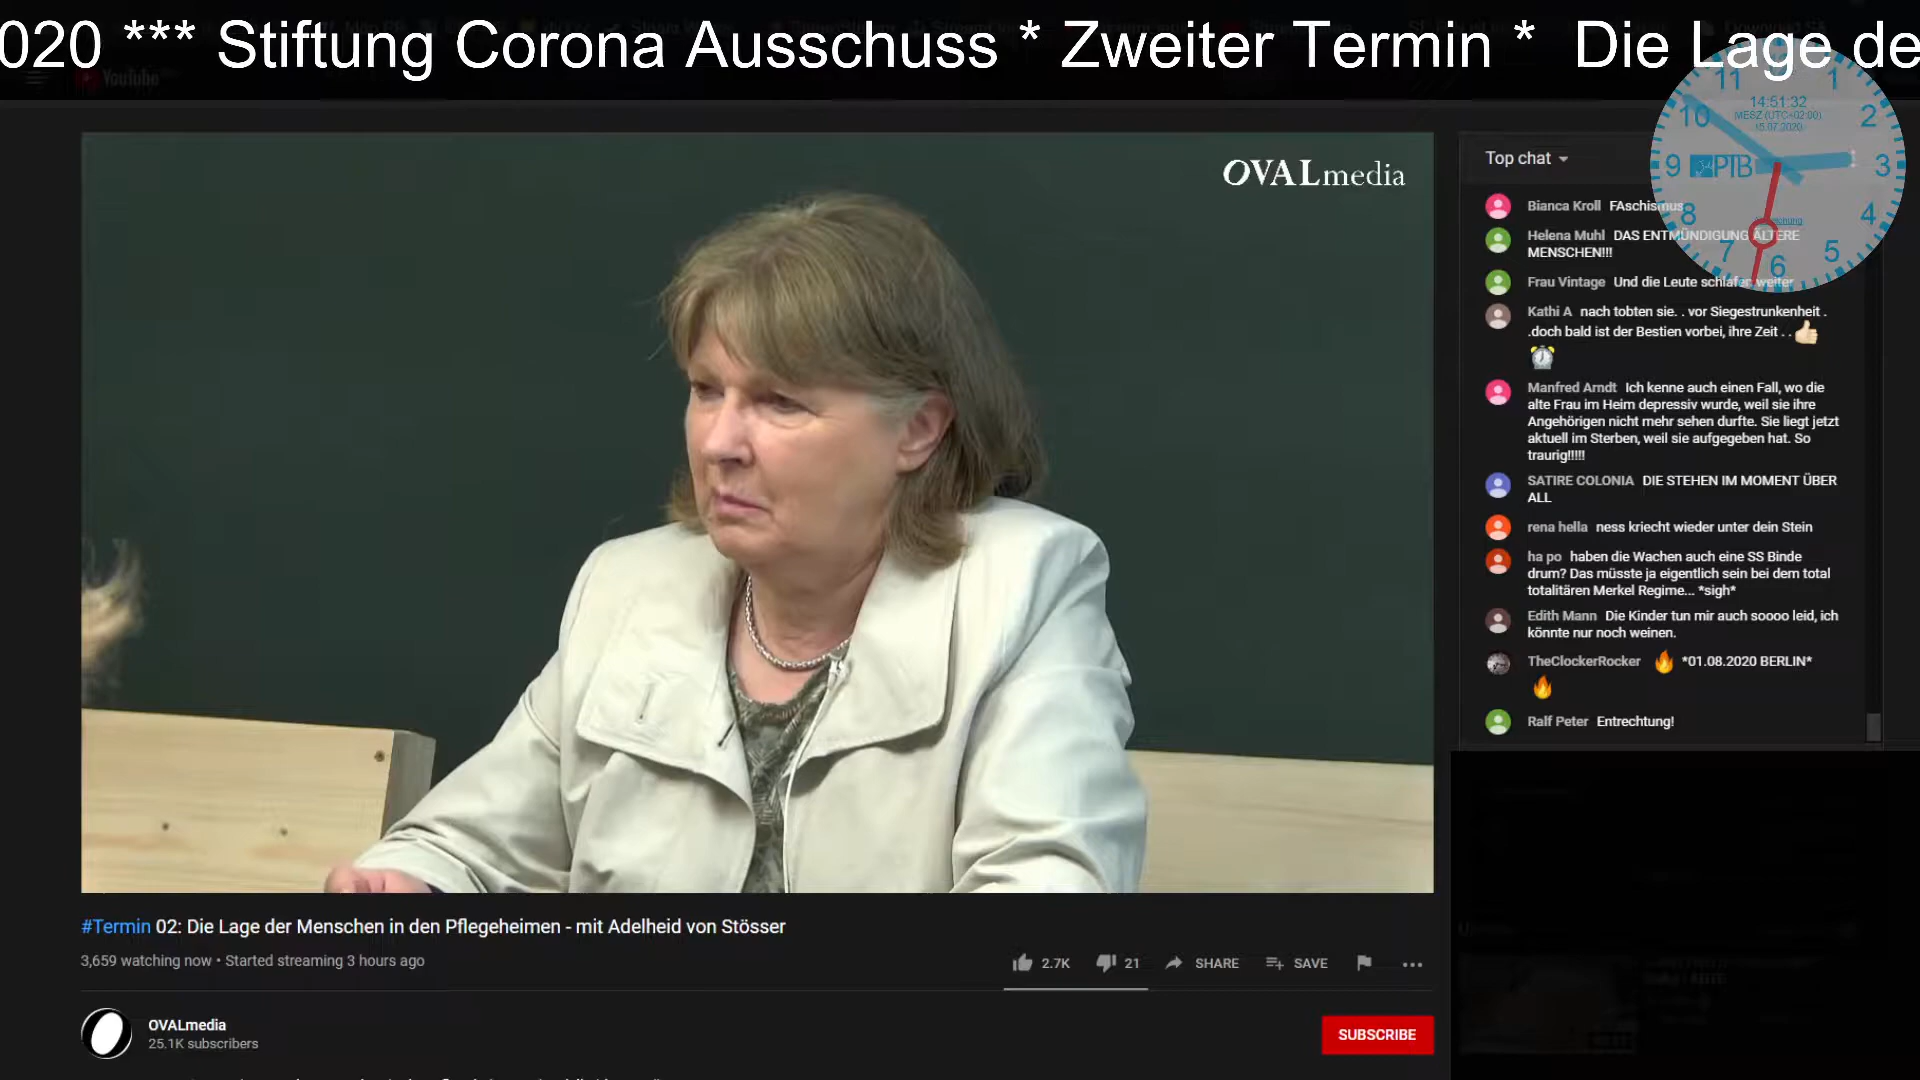 020 *** Stiftung Corona Ausschuss * Zweiter Termin * Die Lage de
YouTube
OVALmedia
Top chat
11
1
10
14:51:32
2
MESZ (UTC+02:00)
15.07.2020
9
PTB
3
8
4
7
5
6
Bianca Kroll FAschismus
Helena Muhl DAS ENTMÜNDIGUNG ÄLTERE
MENSCHEN!!!
Frau Vintage Und die Leute schlafen weiter
Kathi A nach tobten sie. . vor Siegestrunkenheit .
.doch bald ist der Bestien vorbei, ihre Zeit . . 👍🏻
⏰
Manfred Arndt Ich kenne auch einen Fall, wo die
alte Frau im Heim depressiv wurde, weil sie ihre
Angehörigen nicht mehr sehen durfte. Sie liegt jetzt
aktuell im Sterben, weil sie aufgegeben hat. So
traurig!!!!!
SATIRE COLONIA DIE STEHEN IM MOMENT ÜBER
ALL
rena hella ness kriecht wieder unter dein Stein
ha po haben die Wachen auch eine SS Binde
drum? Das müsste ja eigentlich sein bei dem total
totalitären Merkel Regime... *sigh*
Edith Mann Die Kinder tun mir auch soooo leid, ich
könnte nur noch weinen.
TheClockerRocker 🔥 *01.08.2020 BERLIN*
🔥
Ralf Peter Entrechtung!
#Termin 02: Die Lage der Menschen in den Pflegeheimen - mit Adelheid von Stösser
3,659 watching now • Started streaming 3 hours ago
2.7K 21 SHARE SAVE
OVALmedia
25.1K subscribers
SUBSCRIBE